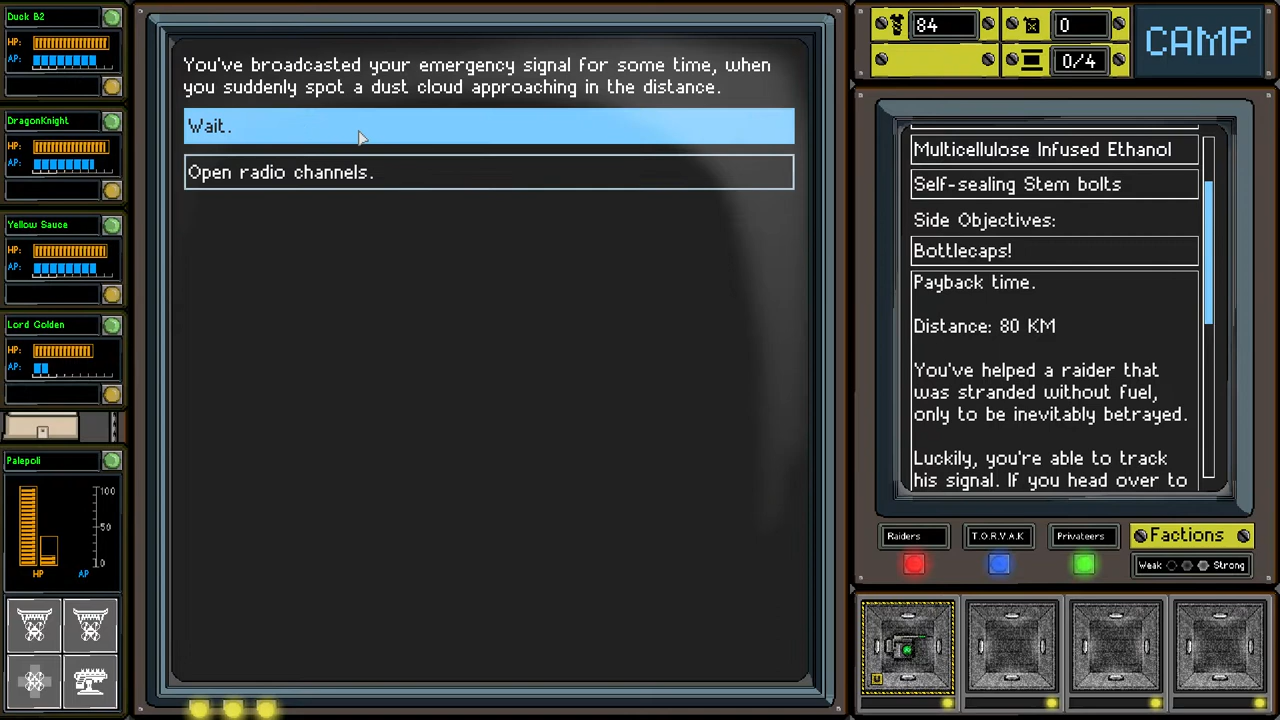 Duck B2
HP:
AP:
DragonKnight
HP:
AP:
Yellow Sauce
HP:
AP:
Lord Golden
HP:
AP:
Palepoli
100
50
0
HP AP
You've broadcasted your emergency signal for some time, when
you suddenly spot a dust cloud approaching in the distance.
Wait.
Open radio channels.
84
0
0/4
CAMP
Multicellulose Infused Ethanol
Self-sealing Stem bolts
Side Objectives:
Bottlecaps!
Payback time.
Distance: 80 KM
You've helped a raider that
was stranded without fuel,
only to be inevitably betrayed.
Luckily, you're able to track
his signal. If you head over to
Raiders
T.O.R.V.A.K
Privateers
Factions
Weak Strong
U